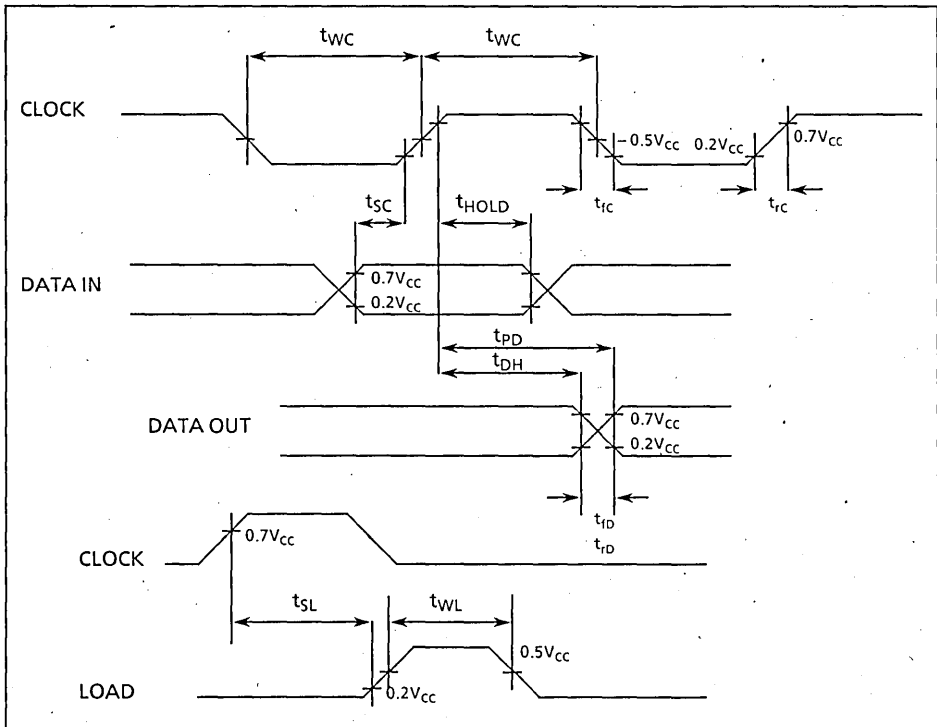 tWC tWC
CLOCK
-0.5VCC 0.2VCC 0.7VCC
tSC tHOLD tfC trC
DATA IN
0.7VCC
0.2VCC
tPD
tDH
DATA OUT
0.7VCC
0.2VCC
tfD
trD
CLOCK
0.7VCC
tSL tWL
0.5VCC
LOAD
0.2VCC